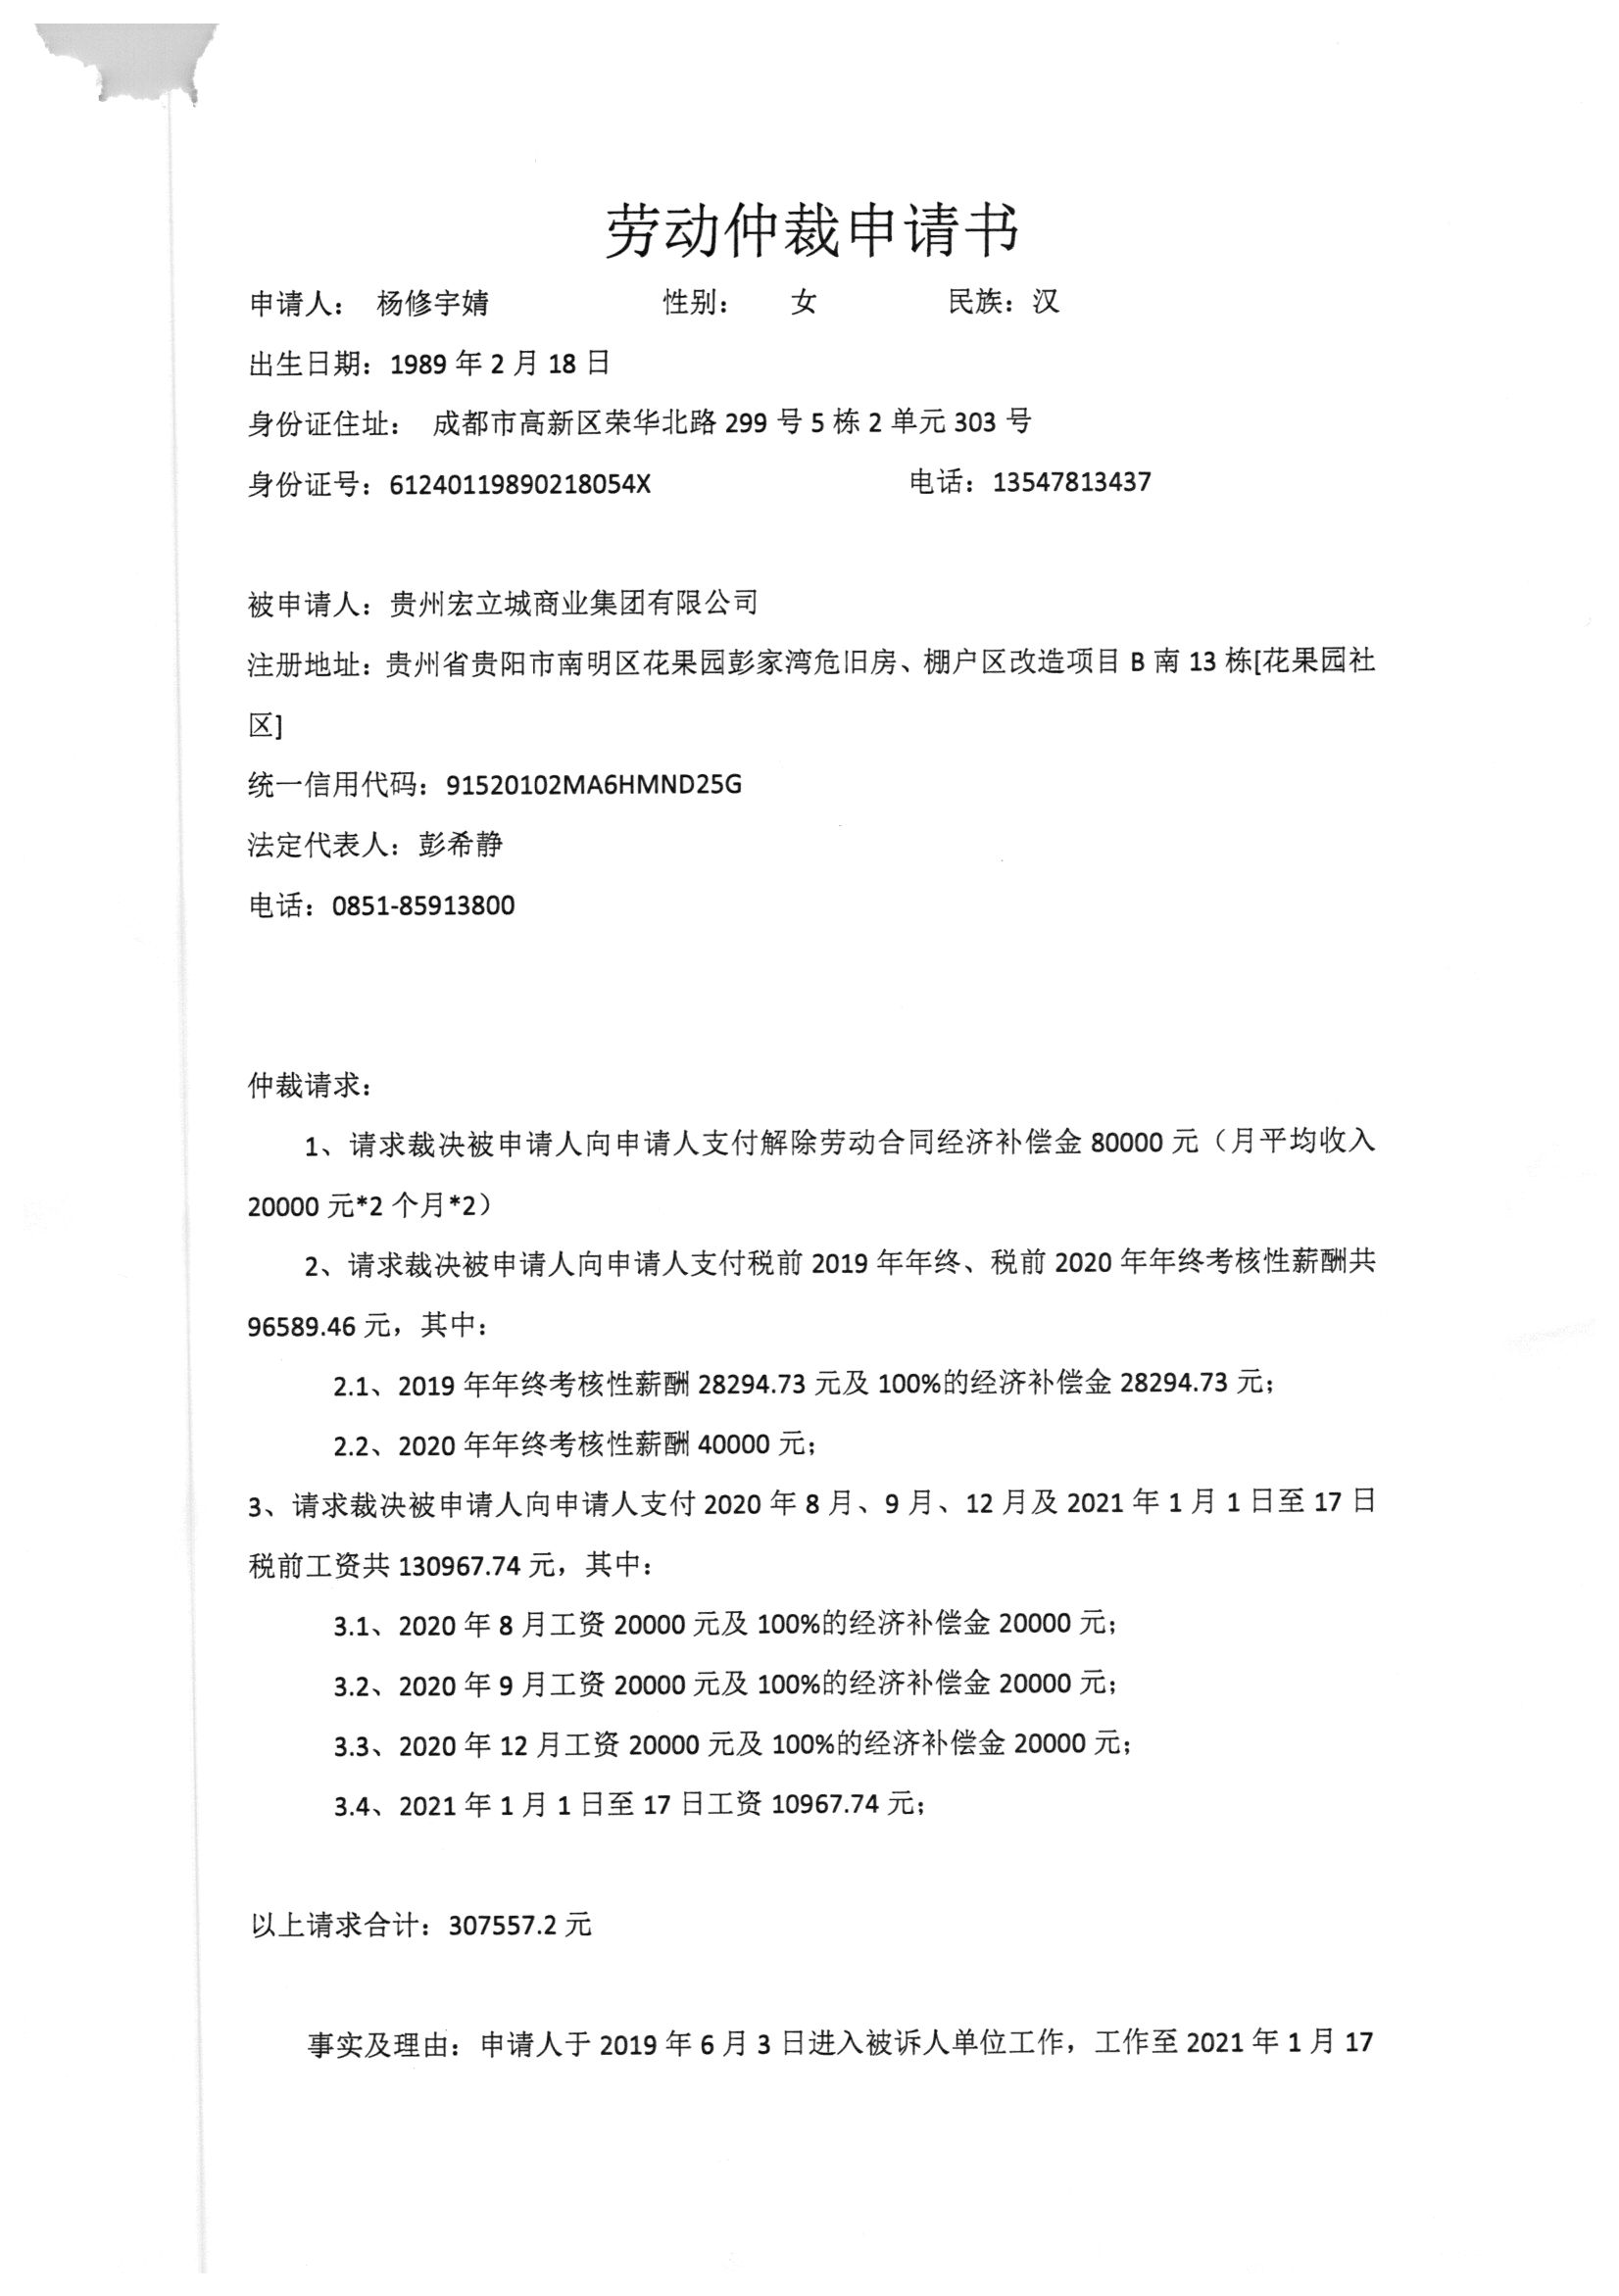 劳动仲裁申请书
申请人： 杨修宇婧 性别： 女 民族：汉
出生日期：1989 年 2 月 18 日
身份证住址： 成都市高新区荣华北路 299 号 5 栋 2 单元 303 号
身份证号：61240119890218054X 电话：13547813437
被申请人：贵州宏立城商业集团有限公司
注册地址：贵州省贵阳市南明区花果园彭家湾危旧房、棚户区改造项目 B 南 13 栋[花果园社
区]
统一信用代码：91520102MA6HMND25G
法定代表人：彭希静
电话：0851-85913800
仲裁请求：
1、请求裁决被申请人向申请人支付解除劳动合同经济补偿金 80000 元（月平均收入
20000 元*2 个月*2）
2、请求裁决被申请人向申请人支付税前 2019 年年终、税前 2020 年年终考核性薪酬共
96589.46 元，其中：
2.1、2019 年年终考核性薪酬 28294.73 元及 100%的经济补偿金 28294.73 元；
2.2、2020 年年终考核性薪酬 40000 元；
3、请求裁决被申请人向申请人支付 2020 年 8 月、9 月、12 月及 2021 年 1 月 1 日至 17 日
税前工资共 130967.74 元，其中：
3.1、2020 年 8 月工资 20000 元及 100%的经济补偿金 20000 元；
3.2、2020 年 9 月工资 20000 元及 100%的经济补偿金 20000 元；
3.3、2020 年 12 月工资 20000 元及 100%的经济补偿金 20000 元；
3.4、2021 年 1 月 1 日至 17 日工资 10967.74 元；
以上请求合计：307557.2 元
事实及理由：申请人于 2019 年 6 月 3 日进入被诉人单位工作，工作至 2021 年 1 月 17